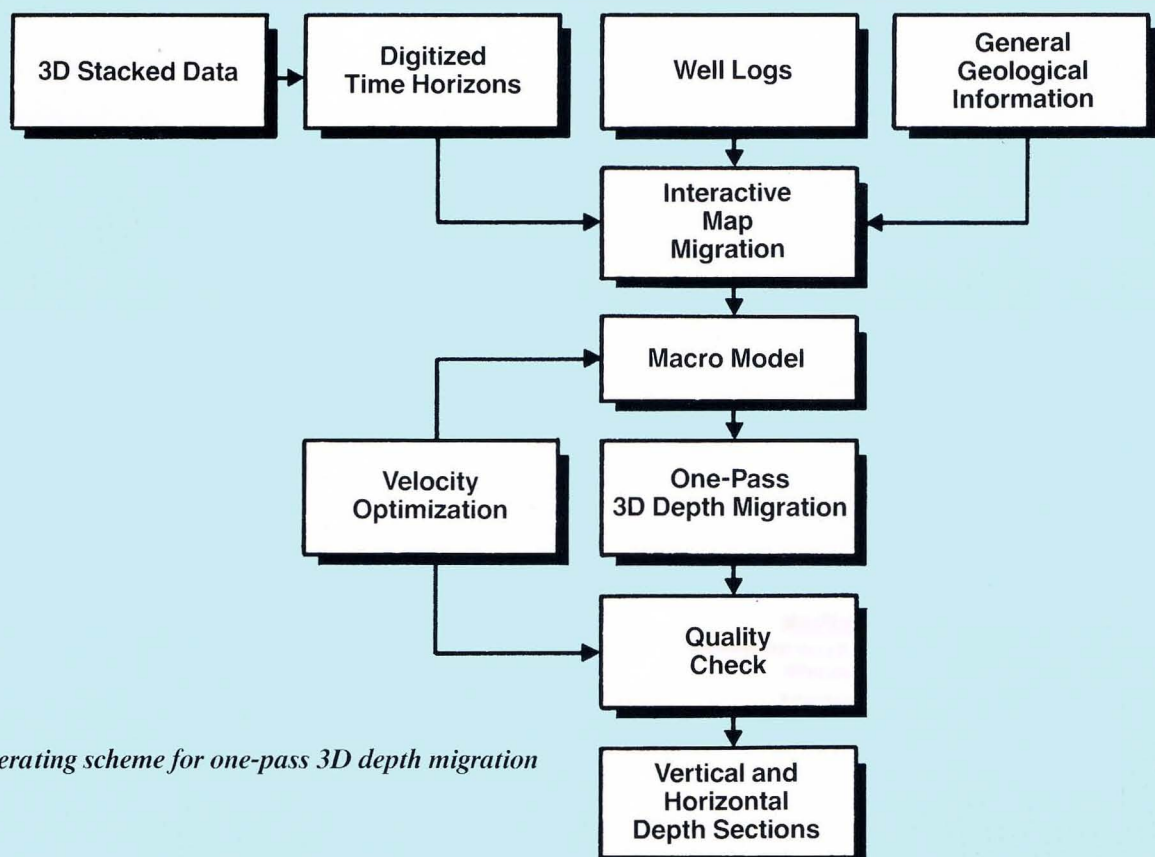 3D Stacked Data
Digitized
Time Horizons
Well Logs
General
Geological
Information
Interactive
Map
Migration
Macro Model
Velocity
Optimization
One-Pass
3D Depth Migration
Quality
Check
erating scheme for one-pass 3D depth migration
Vertical and
Horizontal
Depth Sections